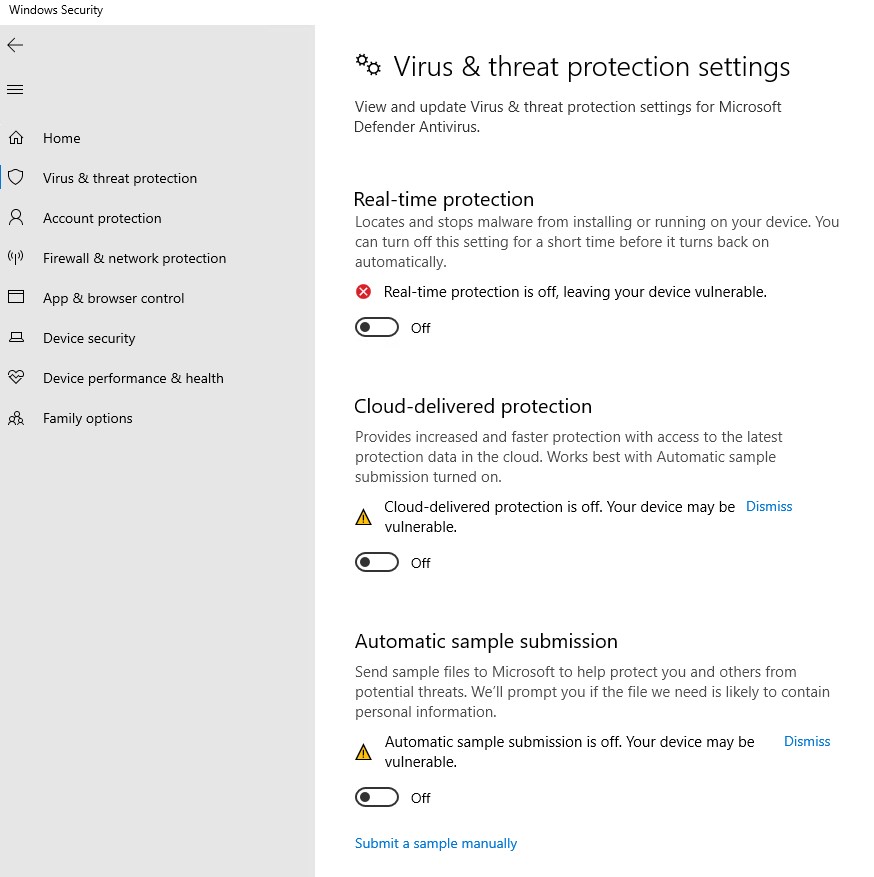 Windows Security
Home
Virus & threat protection
Account protection
Firewall & network protection
App & browser control
Device security
Device performance & health
Family options
Virus & threat protection settings
View and update Virus & threat protection settings for Microsoft
Defender Antivirus.
Real-time protection
Locates and stops malware from installing or running on your device. You
can turn off this setting for a short time before it turns back on
automatically.
Real-time protection is off, leaving your device vulnerable.
Off
Cloud-delivered protection
Provides increased and faster protection with access to the latest
protection data in the cloud. Works best with Automatic sample
submission turned on.
Cloud-delivered protection is off. Your device may be Dismiss
vulnerable.
Off
Automatic sample submission
Send sample files to Microsoft to help protect you and others from
potential threats. We’ll prompt you if the file we need is likely to contain
personal information.
Automatic sample submission is off. Your device may be Dismiss
vulnerable.
Off
Submit a sample manually